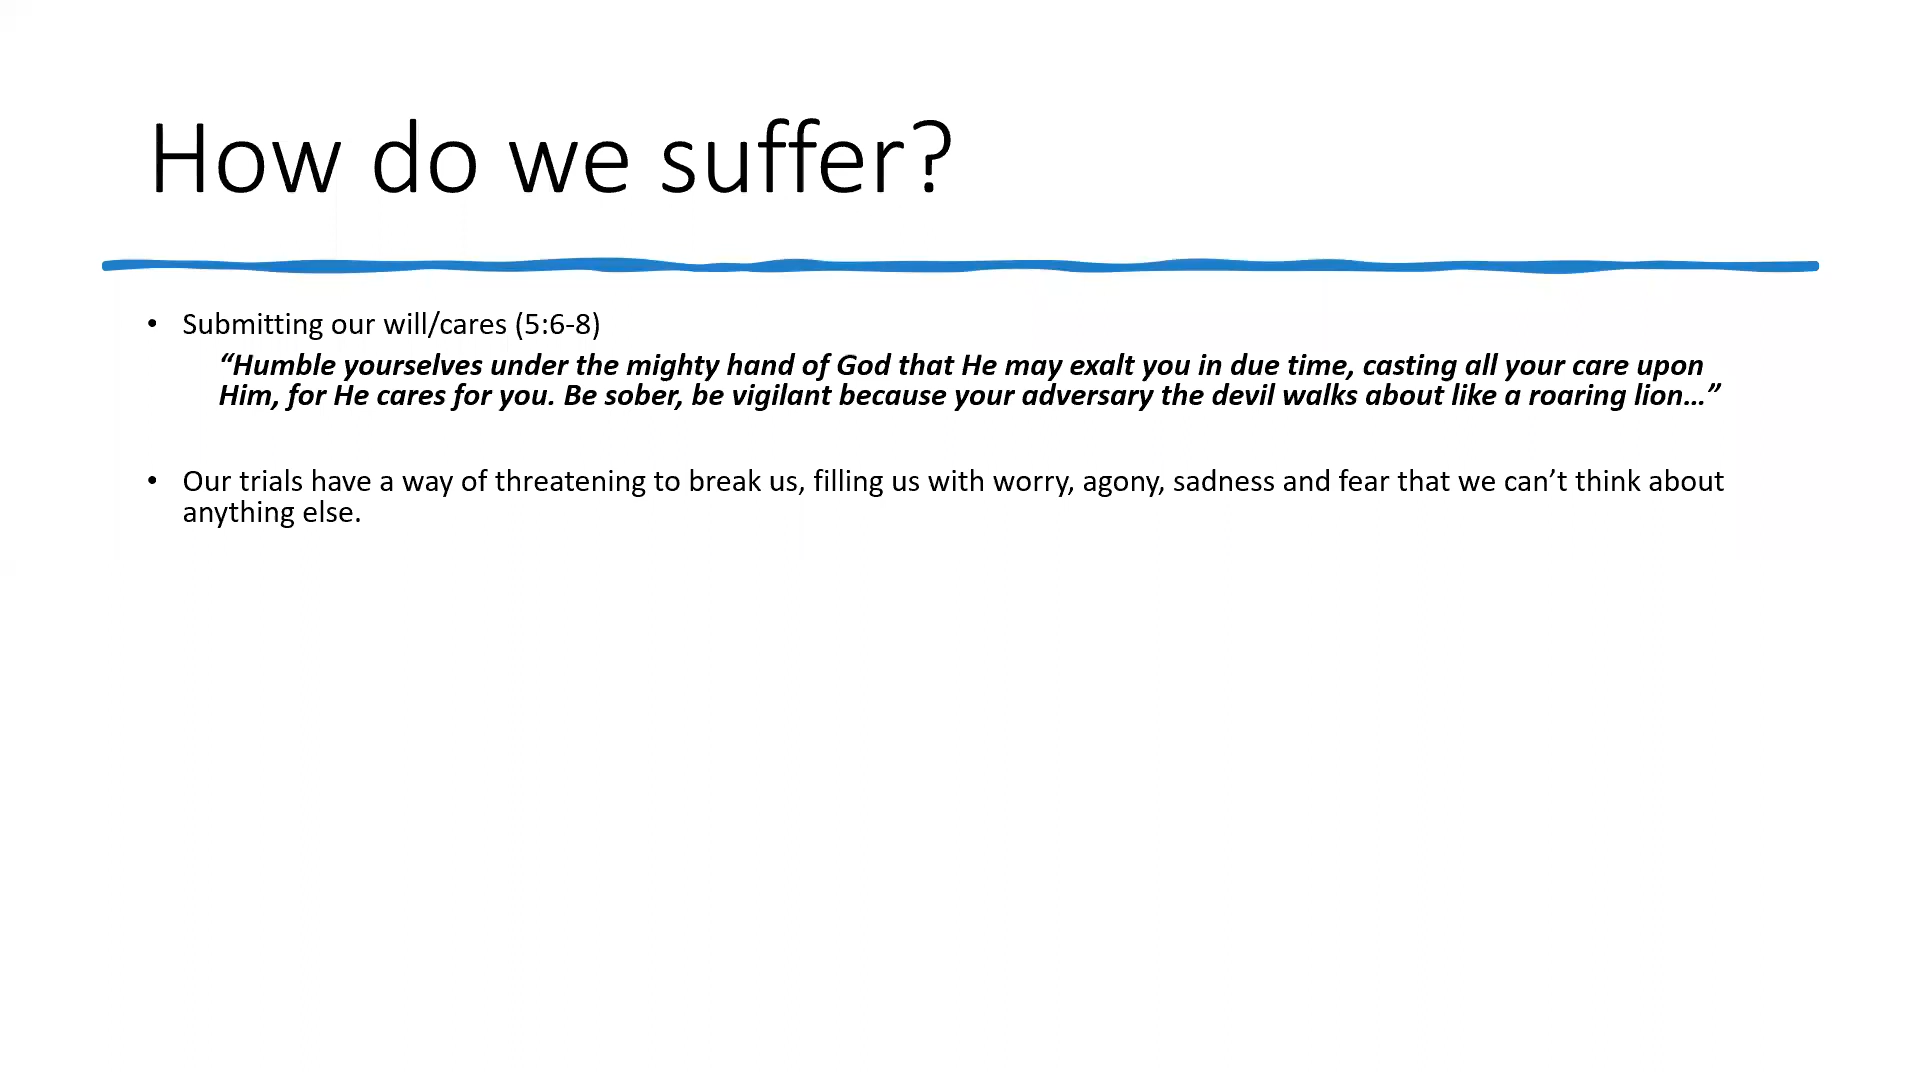 How do we suffer?
• Submitting our will/cares (5:6-8)
“Humble yourselves under the mighty hand of God that He may exalt you in due time, casting all your care upon
Him, for He cares for you. Be sober, be vigilant because your adversary the devil walks about like a roaring lion…”
• Our trials have a way of threatening to break us, filling us with worry, agony, sadness and fear that we can’t think about
anything else.